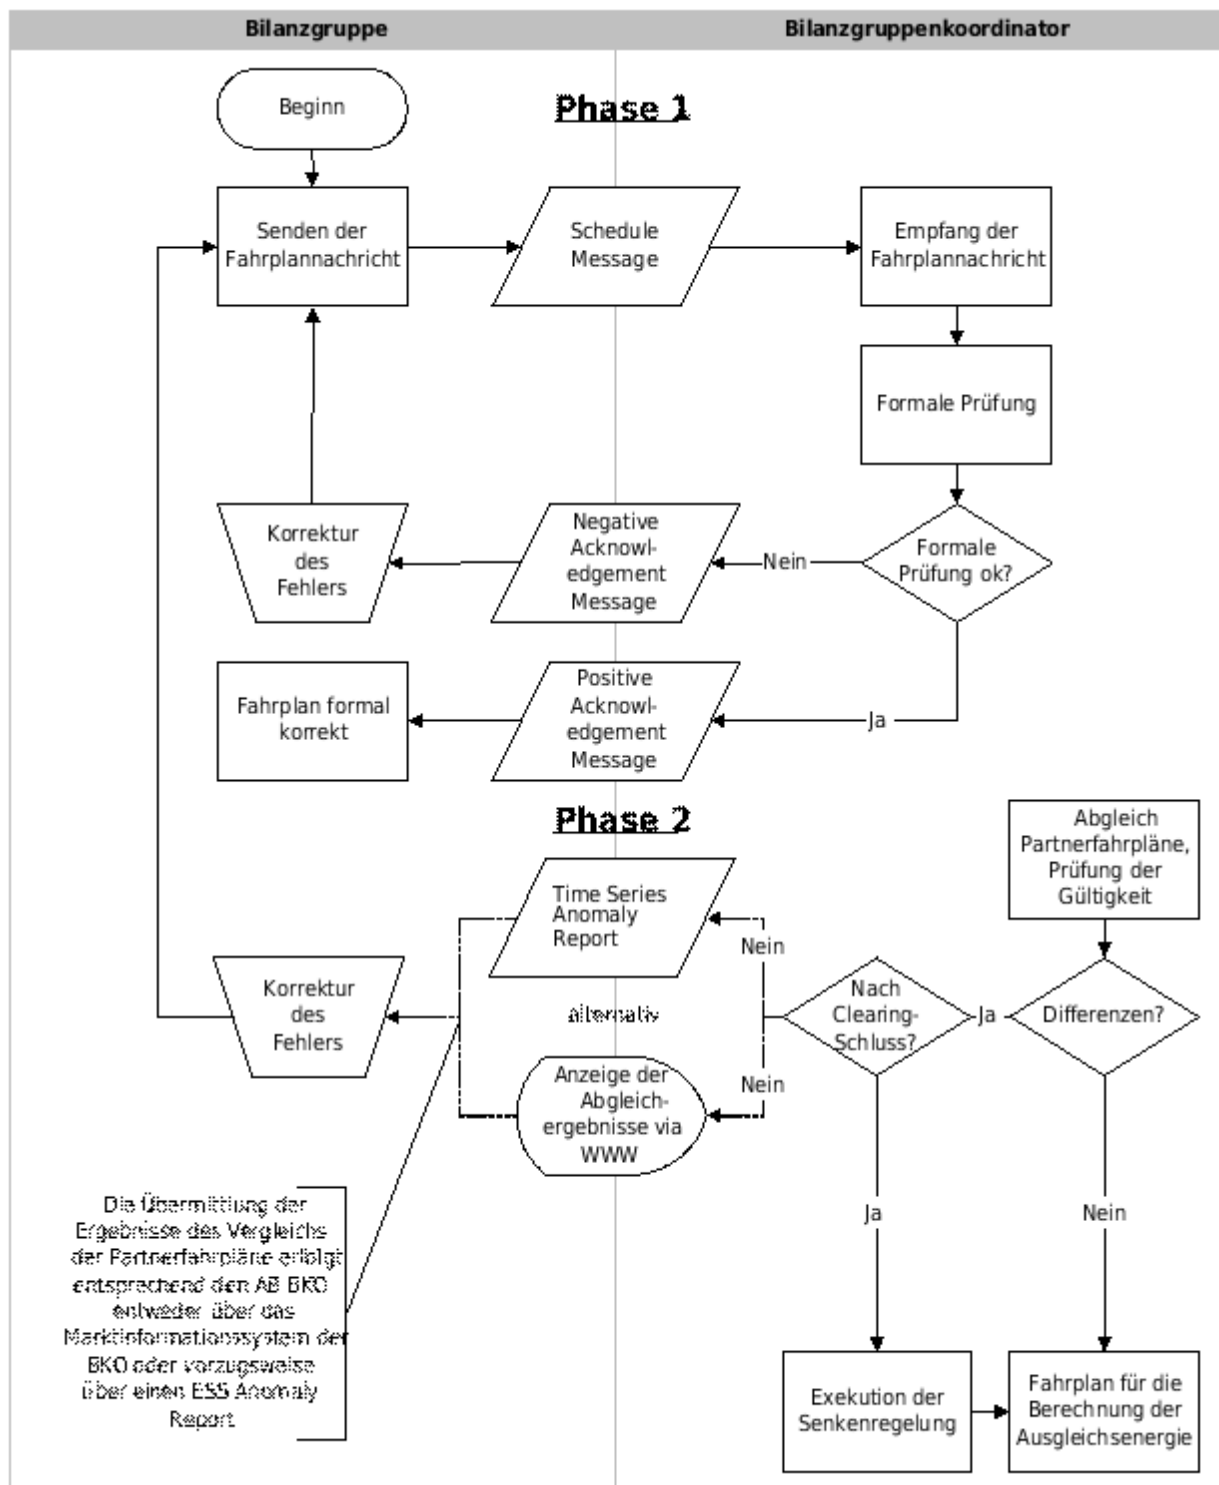 Bilanzgruppe
Bilanzgruppenkoordinator
Beginn
Phase 1
Senden der
Fahrplannachricht
Schedule
Message
Empfang der
Fahrplannachricht
Formale Prüfung
Korrektur
des
Fehlers
Negative
Acknowl-
edgement
Message
Nein
Formale
Prüfung ok?
Fahrplan formal
korrekt
Positive
Acknowl-
edgement
Message
Ja
Phase 2
Abgleich
Partnerfahrpläne,
Prüfung der
Gültigkeit
Time Series
Anomaly
Report
Nein
Korrektur
des
Fehlers
alternativ
Nach
Clearing-
Schluss?
Ja
Differenzen?
Anzeige der
Abgleich-
ergebnisse via
WWW
Nein
Die Übermittlung der
Ergebnisse des Vergleichs
der Partnerfahrpläne erfolgt
entsprechend den AB BKO
entweder über das
Marktinformationssystem der
BKO oder vorzugsweise
über einen ESS Anomaly
Report
Ja
Nein
Exekution der
Senkenregelung
Fahrplan für die
Berechnung der
Ausgleichsenergie